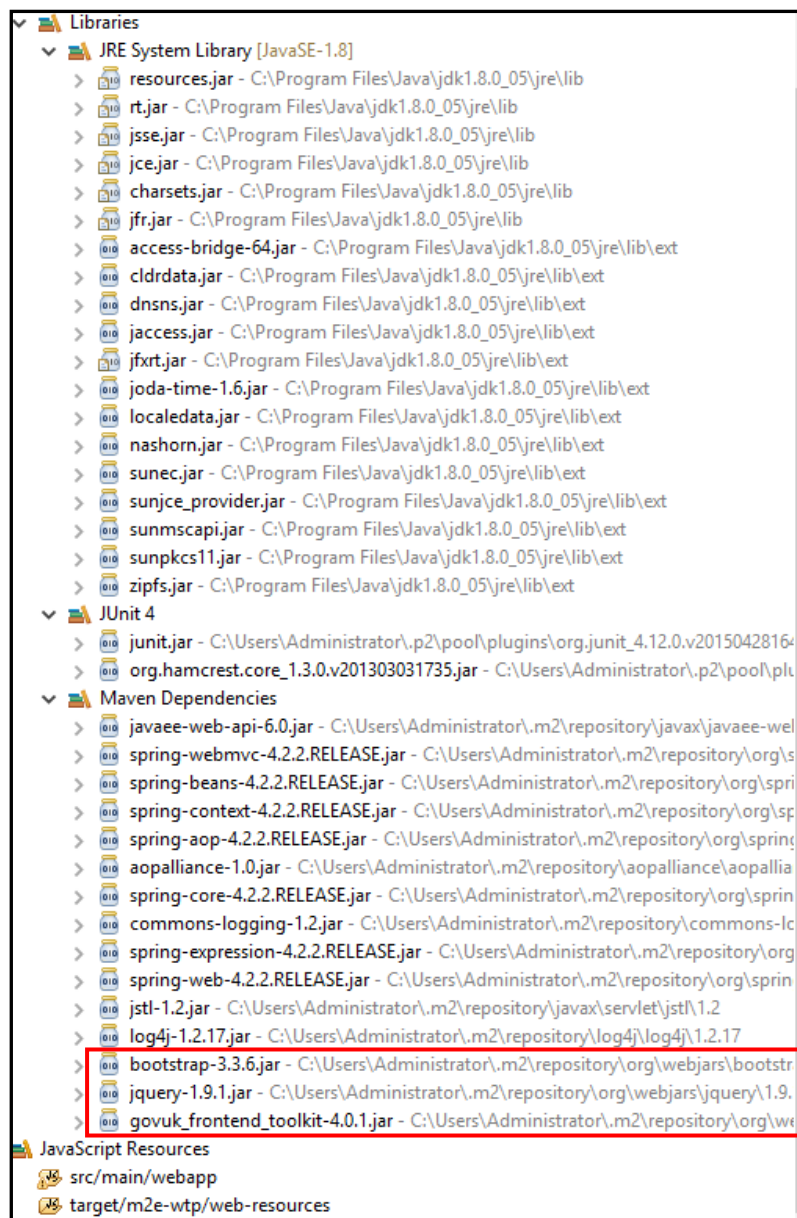 Libraries
JRE System Library [JavaSE-1.8]
resources.jar - C:\Program Files\Java\jdk1.8.0_05\jre\lib
rt.jar - C:\Program Files\Java\jdk1.8.0_05\jre\lib
jsse.jar - C:\Program Files\Java\jdk1.8.0_05\jre\lib
jce.jar - C:\Program Files\Java\jdk1.8.0_05\jre\lib
charsets.jar - C:\Program Files\Java\jdk1.8.0_05\jre\lib
jfr.jar - C:\Program Files\Java\jdk1.8.0_05\jre\lib
access-bridge-64.jar - C:\Program Files\Java\jdk1.8.0_05\jre\lib\ext
cldrdata.jar - C:\Program Files\Java\jdk1.8.0_05\jre\lib\ext
dnsns.jar - C:\Program Files\Java\jdk1.8.0_05\jre\lib\ext
jaccess.jar - C:\Program Files\Java\jdk1.8.0_05\jre\lib\ext
jfxrt.jar - C:\Program Files\Java\jdk1.8.0_05\jre\lib\ext
joda-time-1.6.jar - C:\Program Files\Java\jdk1.8.0_05\jre\lib\ext
localedata.jar - C:\Program Files\Java\jdk1.8.0_05\jre\lib\ext
nashorn.jar - C:\Program Files\Java\jdk1.8.0_05\jre\lib\ext
sunec.jar - C:\Program Files\Java\jdk1.8.0_05\jre\lib\ext
sunjce_provider.jar - C:\Program Files\Java\jdk1.8.0_05\jre\lib\ext
sunmscapi.jar - C:\Program Files\Java\jdk1.8.0_05\jre\lib\ext
sunpkcs11.jar - C:\Program Files\Java\jdk1.8.0_05\jre\lib\ext
zipfs.jar - C:\Program Files\Java\jdk1.8.0_05\jre\lib\ext
JUnit 4
junit.jar - C:\Users\Administrator\.p2\pool\plugins\org.junit_4.12.0.v20150428164
org.hamcrest.core_1.3.0.v201303031735.jar - C:\Users\Administrator\.p2\pool\plu
Maven Dependencies
javaee-web-api-6.0.jar - C:\Users\Administrator\.m2\repository\javax\javaee-wel
spring-webmvc-4.2.2.RELEASE.jar - C:\Users\Administrator\.m2\repository\org\s
spring-beans-4.2.2.RELEASE.jar - C:\Users\Administrator\.m2\repository\org\spri
spring-context-4.2.2.RELEASE.jar - C:\Users\Administrator\.m2\repository\org\sp
spring-aop-4.2.2.RELEASE.jar - C:\Users\Administrator\.m2\repository\org\spring
aopalliance-1.0.jar - C:\Users\Administrator\.m2\repository\aopalliance\aopallia
spring-core-4.2.2.RELEASE.jar - C:\Users\Administrator\.m2\repository\org\sprin
commons-logging-1.2.jar - C:\Users\Administrator\.m2\repository\commons-lc
spring-expression-4.2.2.RELEASE.jar - C:\Users\Administrator\.m2\repository\org
spring-web-4.2.2.RELEASE.jar - C:\Users\Administrator\.m2\repository\org\sprin
jstl-1.2.jar - C:\Users\Administrator\.m2\repository\javax\servlet\jstl\1.2
log4j-1.2.17.jar - C:\Users\Administrator\.m2\repository\log4j\log4j\1.2.17
bootstrap-3.3.6.jar - C:\Users\Administrator\.m2\repository\org\webjars\bootstr
jquery-1.9.1.jar - C:\Users\Administrator\.m2\repository\org\webjars\jquery\1.9.
govuk_frontend_toolkit-4.0.1.jar - C:\Users\Administrator\.m2\repository\org\we
JavaScript Resources
src/main/webapp
target/m2e-wtp/web-resources